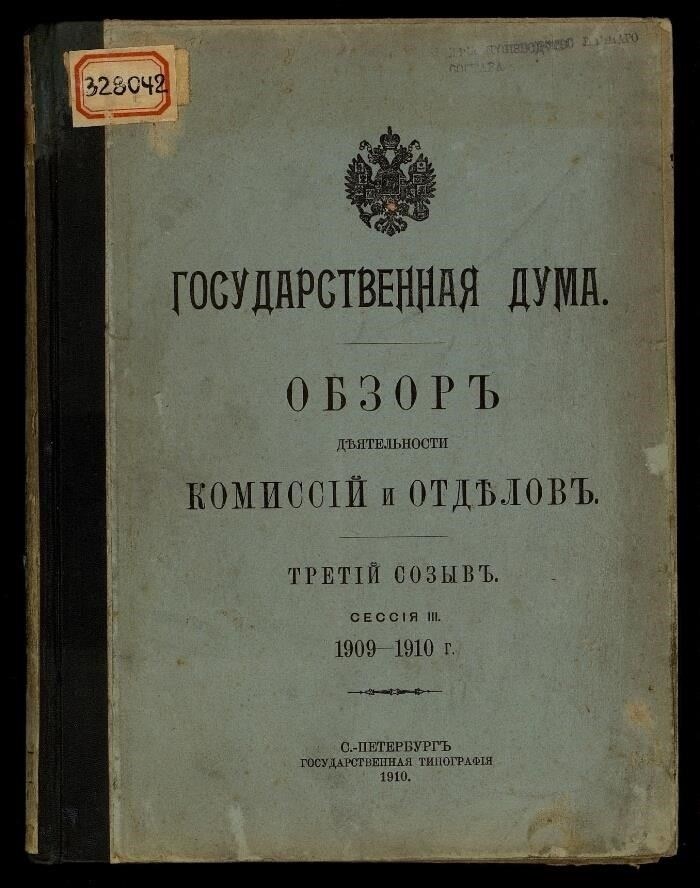 328042
ГОСУДАРСТВЕННАЯ ДУМА.
ОБЗОРЪ
ДѢЯТЕЛЬНОСТИ
КОМИССІЙ и ОТДѢЛОВЪ.
ТРЕТІЙ СОЗЫВЪ.
СЕССІЯ III.
1909—1910 г.
С.-ПЕТЕРБУРГЪ
ГОСУДАРСТВЕННАЯ ТИПОГРАФІЯ
1910.